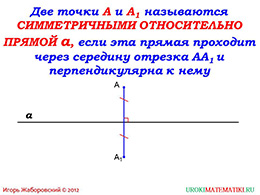 Две точки А и А1 называются
СИММЕТРИЧНЫМИ ОТНОСИТЕЛЬНО
ПРЯМОЙ а, если эта прямая проходит
через середину отрезка АА1 и
перпендикулярна к нему
А
а
А1
Игорь Жаборовский © 2012
UROKIMATEMATIKI.RU